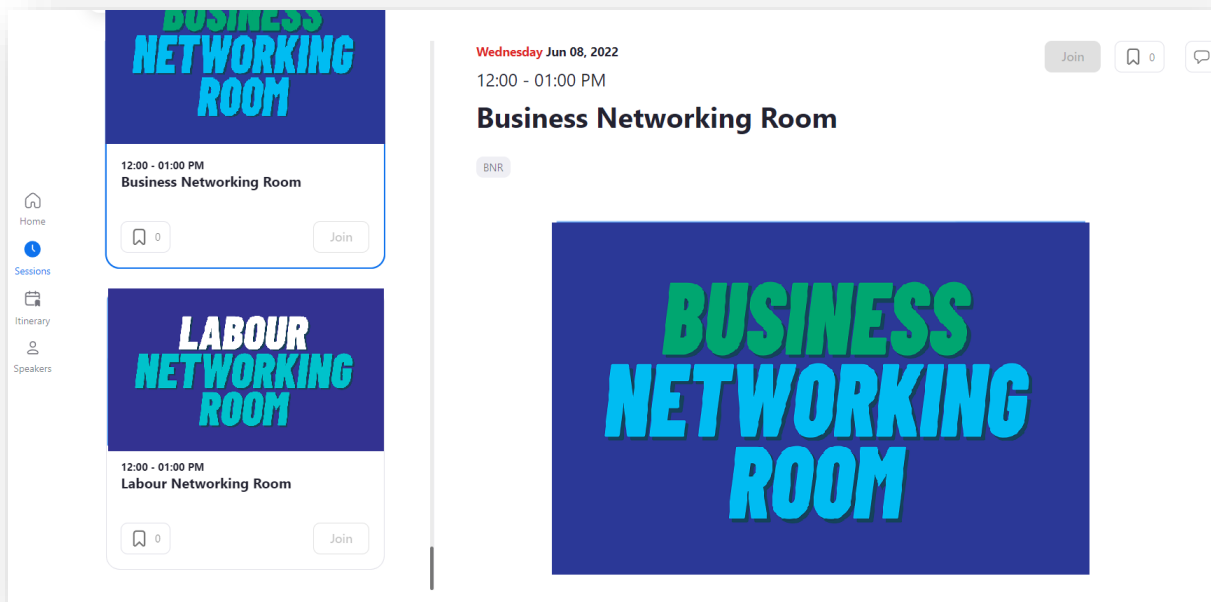 BUSINESS
NETWORKING
ROOM
12:00 - 01:00 PM
Business Networking Room
0
Join
Home
Sessions
Itinerary
Speakers
LABOUR
NETWORKING
ROOM
12:00 - 01:00 PM
Labour Networking Room
0
Join
Wednesday Jun 08, 2022
Join
0
12:00 - 01:00 PM
Business Networking Room
BNR
BUSINESS
NETWORKING
ROOM